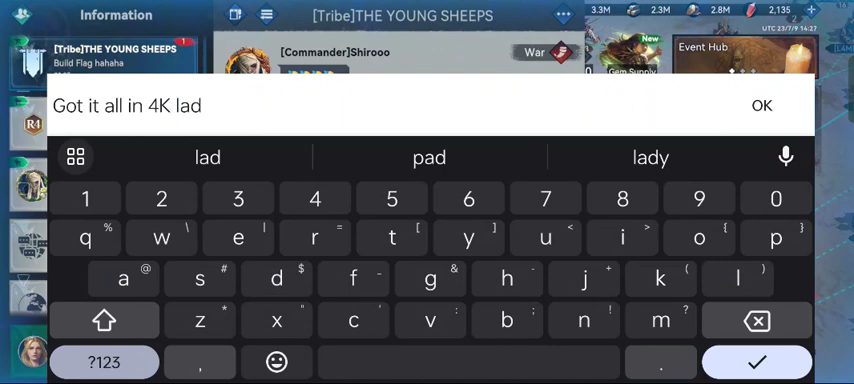 Information
[Tribe]THE YOUNG SHEEPS
3.3M 2.3M 2.8M 2,135
UTC 23/7/9 14:27
[Tribe]THE YOUNG SHEEPS 1
Build Flag hahaha
[Commander]Shirooo
War
New
Gem Supply
Event Hub
Got it all in 4K lad
OK
R4
lad pad lady
1 2 3 4 5 6 7 8 9 0
q % w \ e | r = t [ y ] u < i > o { p }
a @ s # d $ f _ g & h - j + k ( l )
z * x " c ' v : b ; n ! m ?
?123 , .